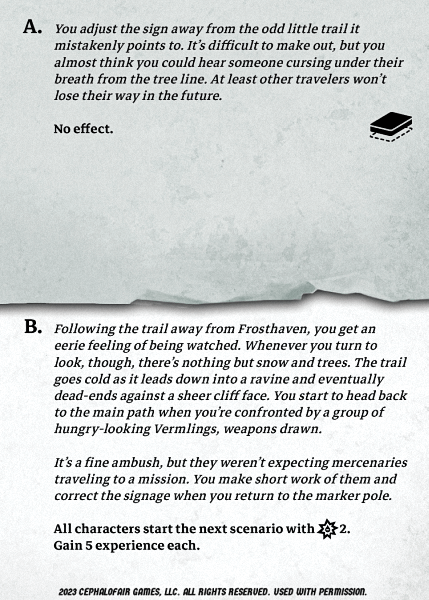 A. You adjust the sign away from the odd little trail it
mistakenly points to. It's difficult to make out, but you
almost think you could hear someone cursing under their
breath from the tree line. At least other travelers won't
lose their way in the future.
No effect.
B. Following the trail away from Frosthaven, you get an
eerie feeling of being watched. Whenever you turn to
look, though, there's nothing but snow and trees. The trail
goes cold as it leads down into a ravine and eventually
dead-ends against a sheer cliff face. You start to head back
to the main path when you're confronted by a group of
hungry-looking Vermlings, weapons drawn.
It's a fine ambush, but they weren't expecting mercenaries
traveling to a mission. You make short work of them and
correct the signage when you return to the marker pole.
All characters start the next scenario with 2.
Gain 5 experience each.
2023 CEPHALOFAIR GAMES, LLC. ALL RIGHTS RESERVED. USED WITH PERMISSION.